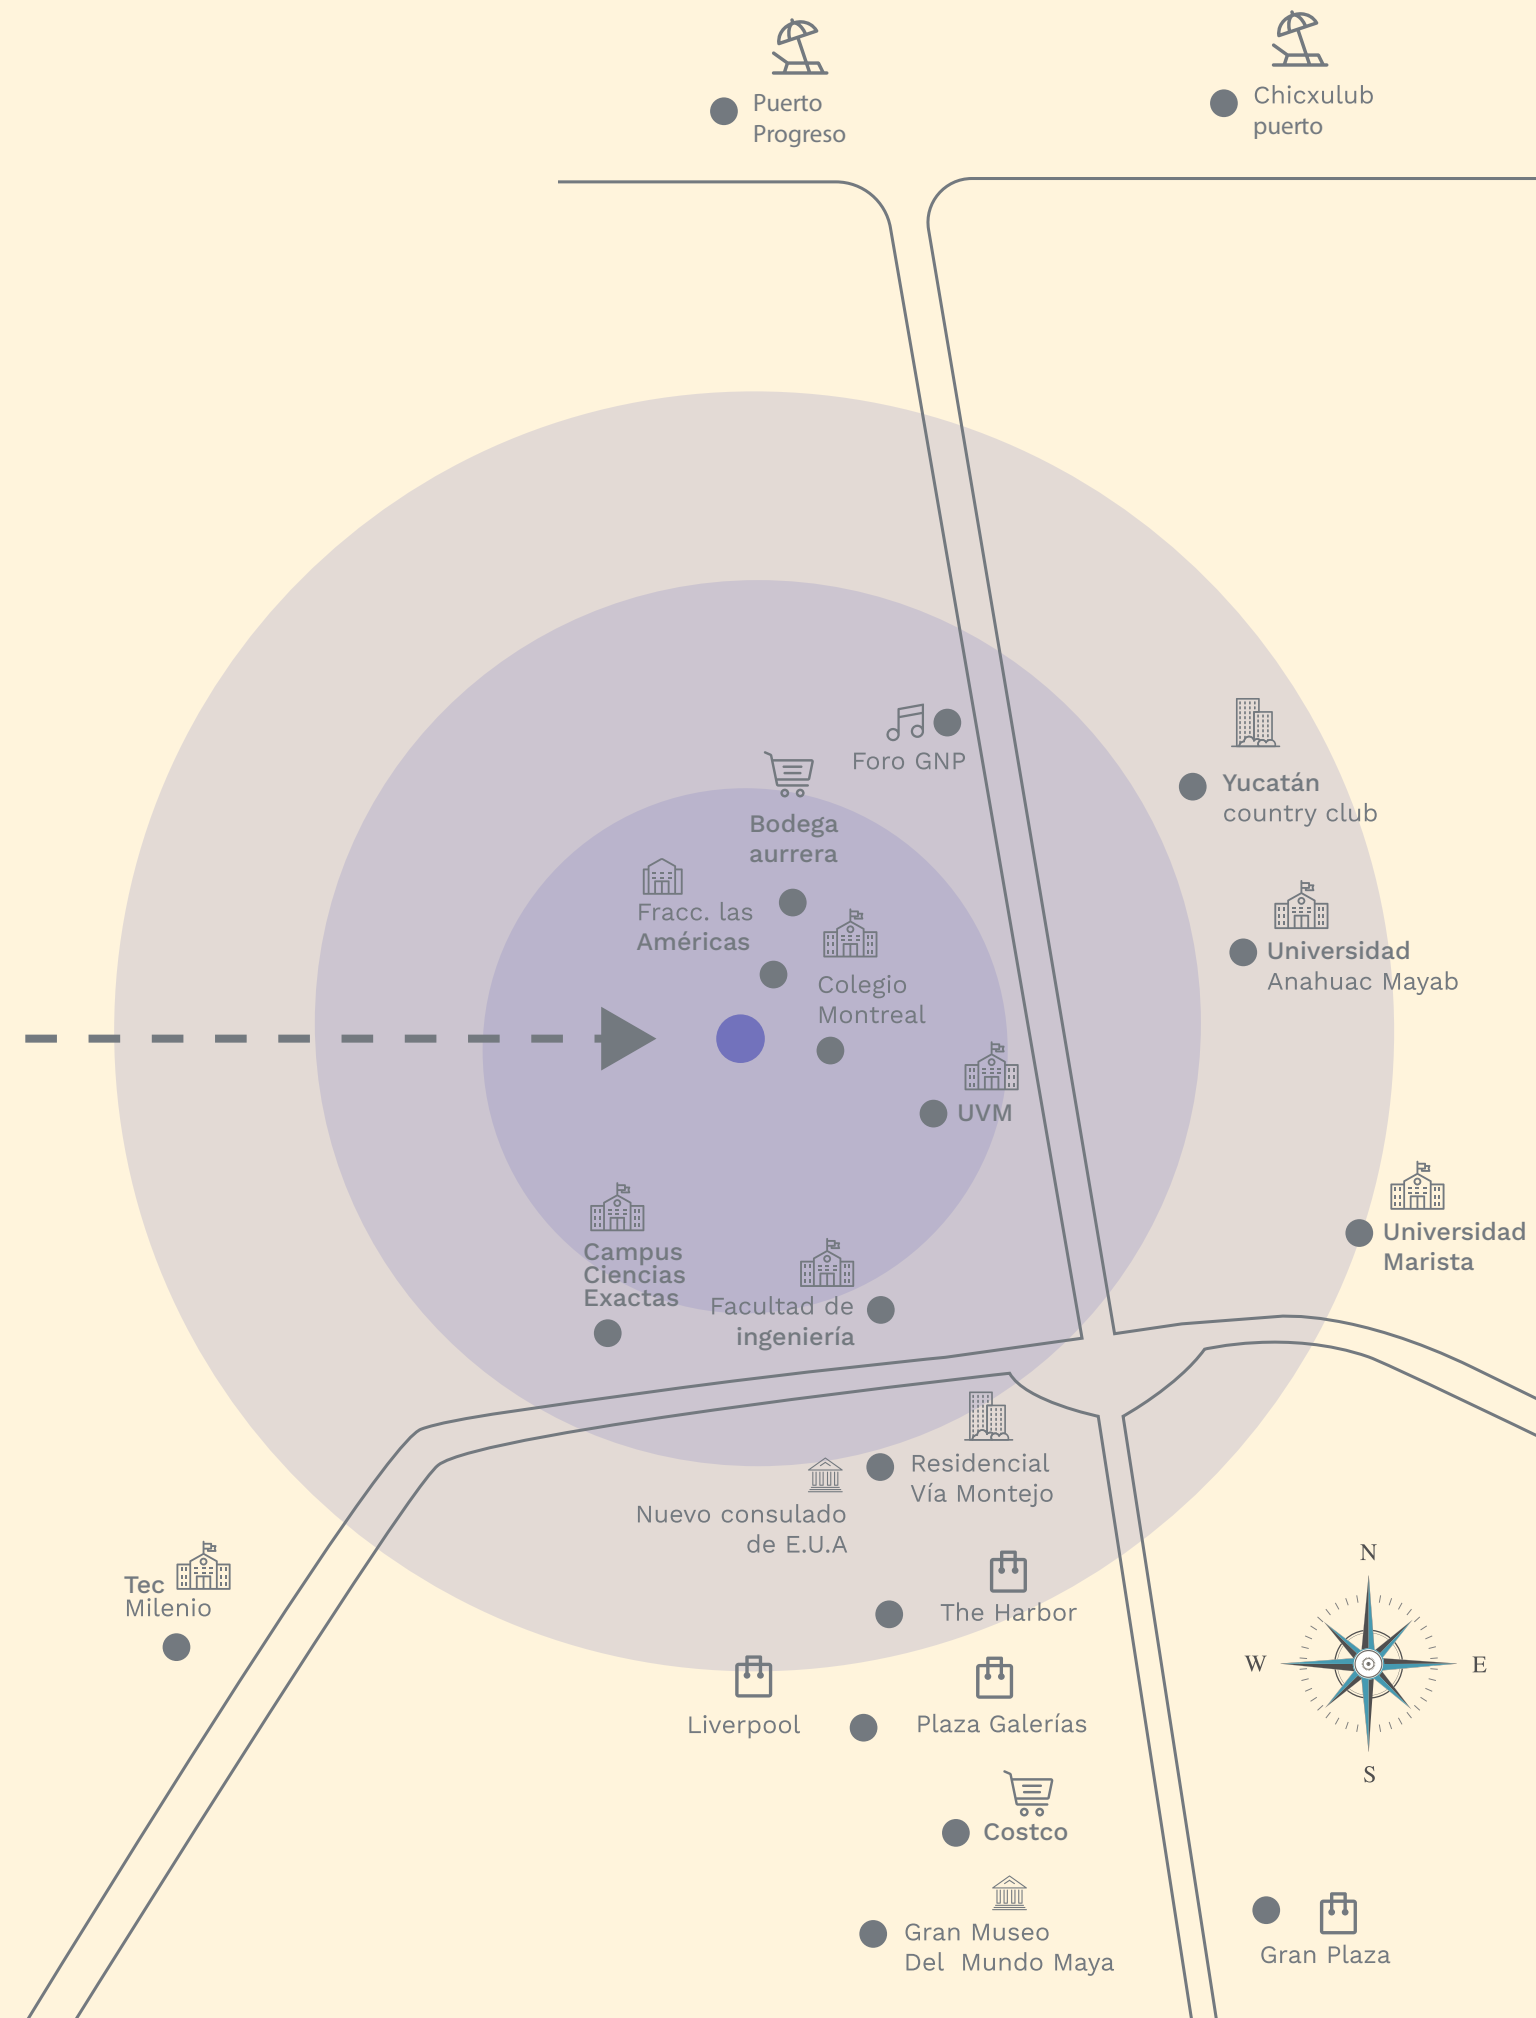 Puerto
Progreso
Chicxulub
puerto
Foro GNP
Yucatán
country club
Bodega
aurrera
Fracc. las
Américas
Universidad
Anahuac Mayab
Colegio
Montreal
UVM
Universidad
Marista
Campus
Ciencias
Exactas
Facultad de
ingeniería
Residencial
Vía Montejo
Nuevo consulado
de E.U.A
Tec
Milenio
The Harbor
N
W
E
S
Liverpool
Plaza Galerías
Costco
Gran Museo
Del  Mundo Maya
Gran Plaza